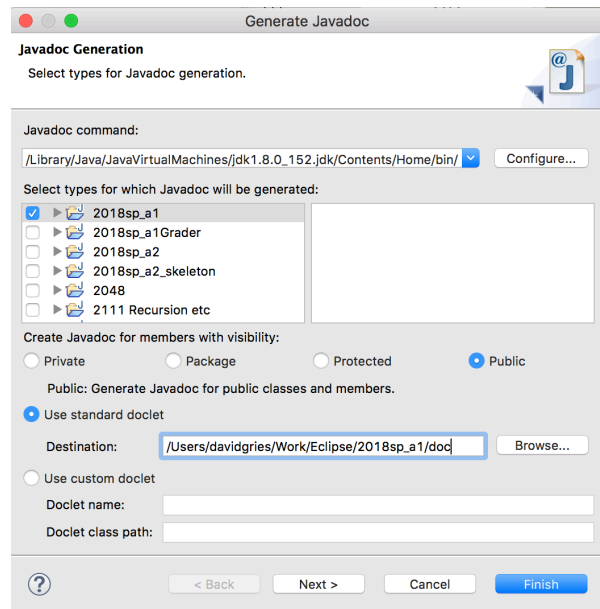 Generate Javadoc
Javadoc Generation
Select types for Javadoc generation.
@
J
Javadoc command:
/Library/Java/JavaVirtualMachines/jdk1.8.0_152.jdk/Contents/Home/bin/ Configure...
Select types for which Javadoc will be generated:
2018sp_a1
2018sp_a1Grader
2018sp_a2
2018sp_a2_skeleton
2048
2111 Recursion etc
Create Javadoc for members with visibility:
Private Package Protected Public
Public: Generate Javadoc for public classes and members.
Use standard doclet
Destination: /Users/davidgries/Work/Eclipse/2018sp_a1/doc Browse...
Use custom doclet
Doclet name:
Doclet class path:
? < Back Next > Cancel Finish